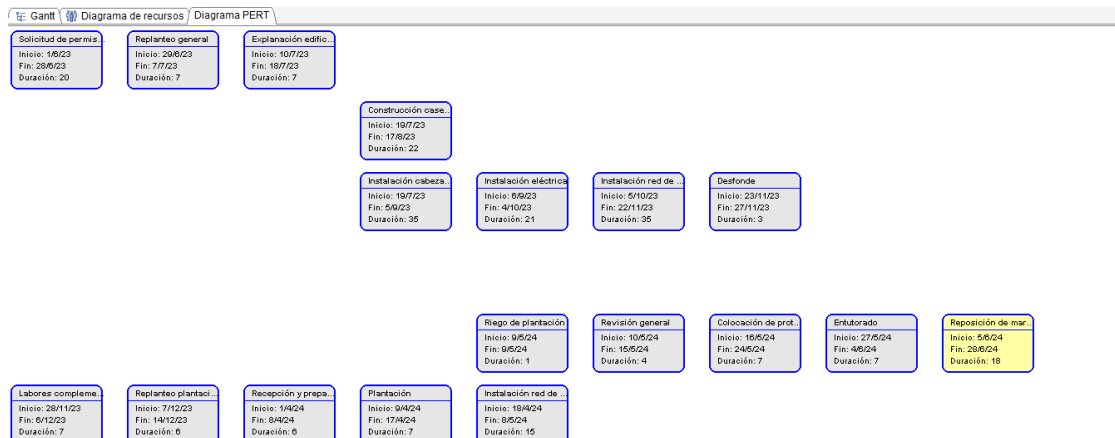 Gantt Diagrama de recursos Diagrama PERT
Solicitud de permis...
Inicio: 1/6/23
Fin: 28/6/23
Duración: 20
Replanteo general
Inicio: 29/6/23
Fin: 7/7/23
Duración: 7
Explanación edific...
Inicio: 10/7/23
Fin: 18/7/23
Duración: 7
Construcción case...
Inicio: 19/7/23
Fin: 17/8/23
Duración: 22
Instalación cabeza...
Inicio: 19/7/23
Fin: 5/9/23
Duración: 35
Instalación eléctrica
Inicio: 6/9/23
Fin: 4/10/23
Duración: 21
Instalación red de ...
Inicio: 5/10/23
Fin: 22/11/23
Duración: 35
Desfonde
Inicio: 23/11/23
Fin: 27/11/23
Duración: 3
Riego de plantación
Inicio: 9/5/24
Fin: 9/5/24
Duración: 1
Revisión general
Inicio: 10/5/24
Fin: 15/5/24
Duración: 4
Colocación de prot...
Inicio: 16/5/24
Fin: 24/5/24
Duración: 7
Entutorado
Inicio: 27/5/24
Fin: 4/6/24
Duración: 7
Reposición de mar...
Inicio: 5/6/24
Fin: 28/6/24
Duración: 18
Labores compleme...
Inicio: 28/11/23
Fin: 6/12/23
Duración: 7
Replanteo plantaci...
Inicio: 7/12/23
Fin: 14/12/23
Duración: 6
Recepción y prepa...
Inicio: 1/4/24
Fin: 8/4/24
Duración: 6
Plantación
Inicio: 9/4/24
Fin: 17/4/24
Duración: 7
Instalación red de ...
Inicio: 18/4/24
Fin: 8/5/24
Duración: 15